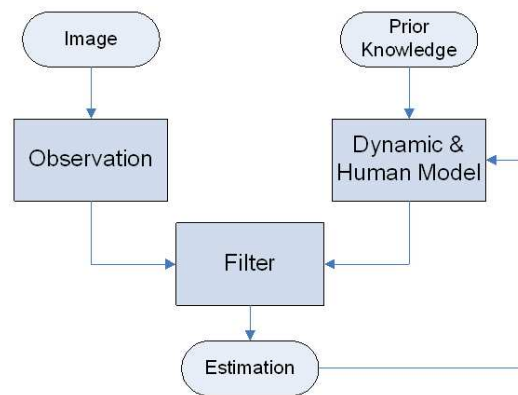 Image
Prior
Knowledge
Observation
Dynamic &
Human Model
Filter
Estimation